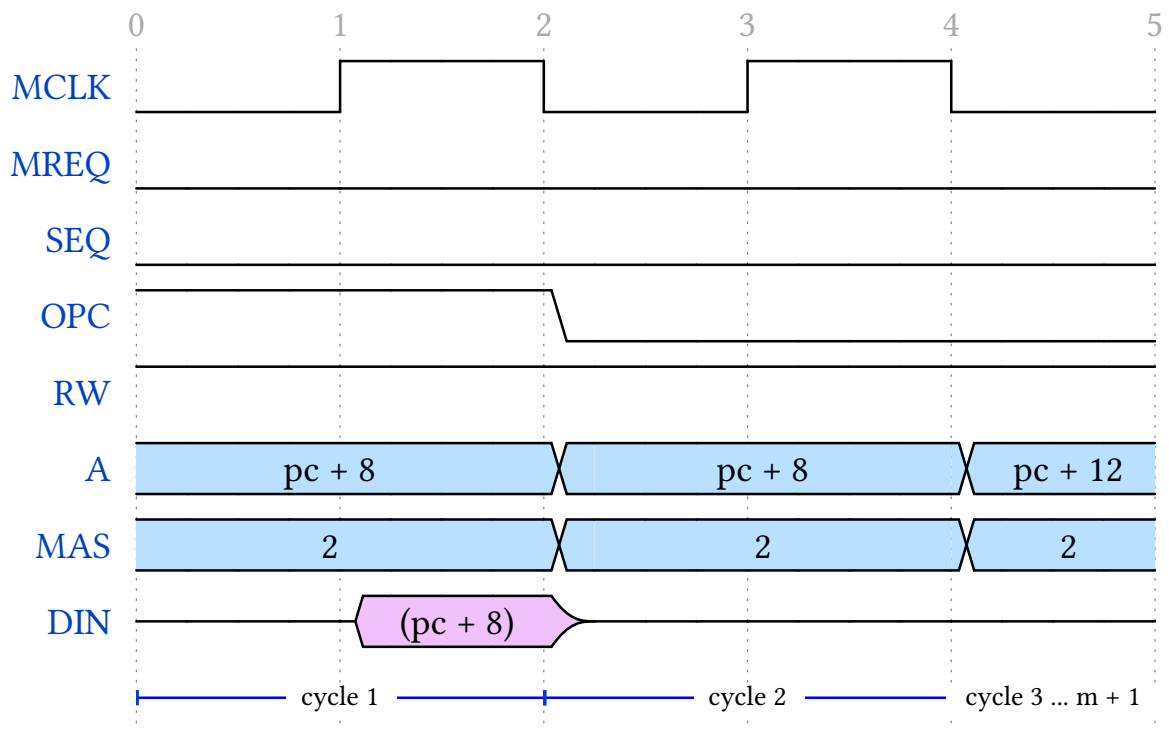 0 1 2 3 4 5
MCLK
MREQ
SEQ
OPC
RW
A pc + 8 pc + 8 pc + 12
MAS 2 2 2
DIN (pc + 8)
cycle 1 cycle 2 cycle 3 ... m + 1